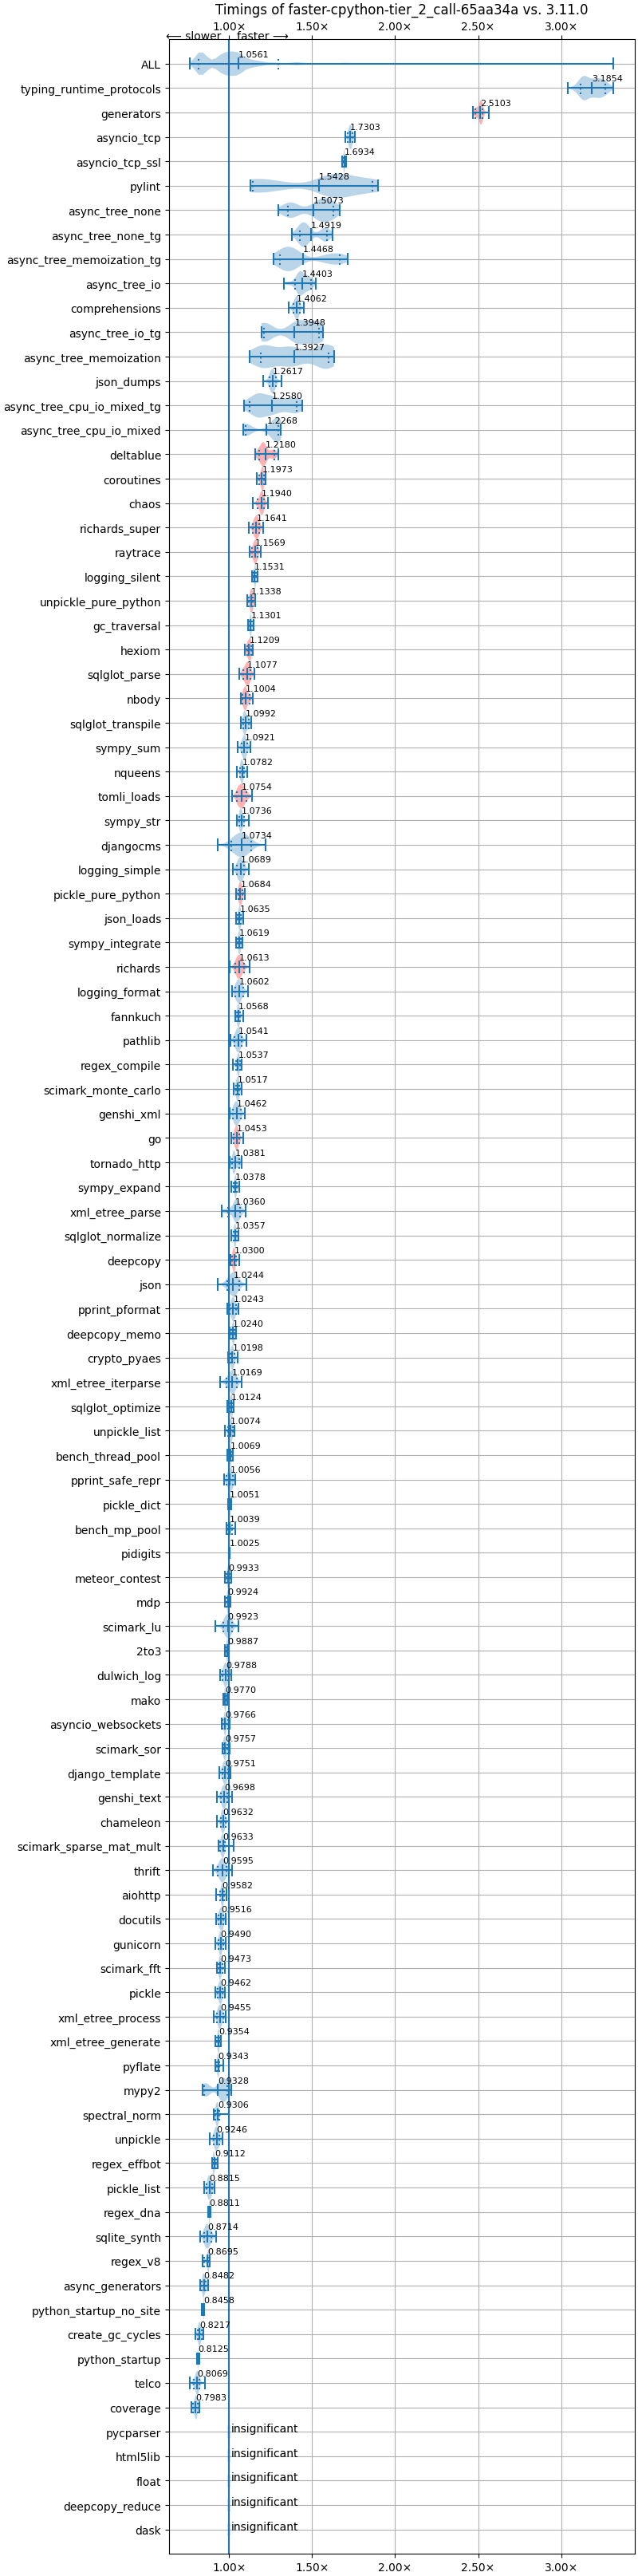 Timings of faster-cpython-tier_2_call-65aa34a vs. 3.11.0
1.00× 1.50× 2.00× 2.50× 3.00×
⟵ slower faster ⟶
ALL 1.0561
typing_runtime_protocols 3.1854
generators 2.5103
asyncio_tcp 1.7303
asyncio_tcp_ssl 1.6934
pylint 1.5428
async_tree_none 1.5073
async_tree_none_tg 1.4919
async_tree_memoization_tg 1.4468
async_tree_io 1.4403
comprehensions 1.4062
async_tree_io_tg 1.3948
async_tree_memoization 1.3927
json_dumps 1.2617
async_tree_cpu_io_mixed_tg 1.2580
async_tree_cpu_io_mixed 1.2268
deltablue 1.2180
coroutines 1.1973
chaos 1.1940
richards_super 1.1641
raytrace 1.1569
logging_silent 1.1531
unpickle_pure_python 1.1338
gc_traversal 1.1301
hexiom 1.1209
sqlglot_parse 1.1077
nbody 1.1004
sqlglot_transpile 1.0992
sympy_sum 1.0921
nqueens 1.0782
tomli_loads 1.0754
sympy_str 1.0736
djangocms 1.0734
logging_simple 1.0689
pickle_pure_python 1.0684
json_loads 1.0635
sympy_integrate 1.0619
richards 1.0613
logging_format 1.0602
fannkuch 1.0568
pathlib 1.0541
regex_compile 1.0537
scimark_monte_carlo 1.0517
genshi_xml 1.0462
go 1.0453
tornado_http 1.0381
sympy_expand 1.0378
xml_etree_parse 1.0360
sqlglot_normalize 1.0357
deepcopy 1.0300
json 1.0244
pprint_pformat 1.0243
deepcopy_memo 1.0240
crypto_pyaes 1.0198
xml_etree_iterparse 1.0169
sqlglot_optimize 1.0124
unpickle_list 1.0074
bench_thread_pool 1.0069
pprint_safe_repr 1.0056
pickle_dict 1.0051
bench_mp_pool 1.0039
pidigits 1.0025
meteor_contest 0.9933
mdp 0.9924
scimark_lu 0.9923
2to3 0.9887
dulwich_log 0.9788
mako 0.9770
asyncio_websockets 0.9766
scimark_sor 0.9757
django_template 0.9751
genshi_text 0.9698
chameleon 0.9632
scimark_sparse_mat_mult 0.9633
thrift 0.9595
aiohttp 0.9582
docutils 0.9516
gunicorn 0.9490
scimark_fft 0.9473
pickle 0.9462
xml_etree_process 0.9455
xml_etree_generate 0.9354
pyflate 0.9343
mypy2 0.9328
spectral_norm 0.9306
unpickle 0.9246
regex_effbot 0.9112
pickle_list 0.8815
regex_dna 0.8811
sqlite_synth 0.8714
regex_v8 0.8695
async_generators 0.8482
python_startup_no_site 0.8458
create_gc_cycles 0.8217
python_startup 0.8125
telco 0.8069
coverage 0.7983
pycparser insignificant
html5lib insignificant
float insignificant
deepcopy_reduce insignificant
dask insignificant
1.00× 1.50× 2.00× 2.50× 3.00×